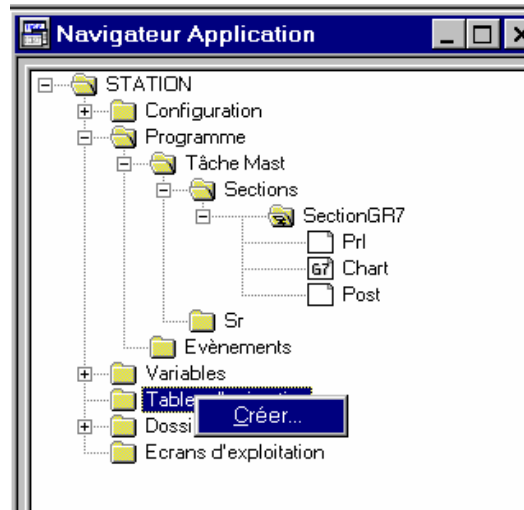 Navigateur Application
STATION
Configuration
Programme
Tâche Mast
Sections
SectionGR7
Prl
G7 Chart
Post
Sr
Evènements
Variables
Créer...
Ecrans d'exploitation